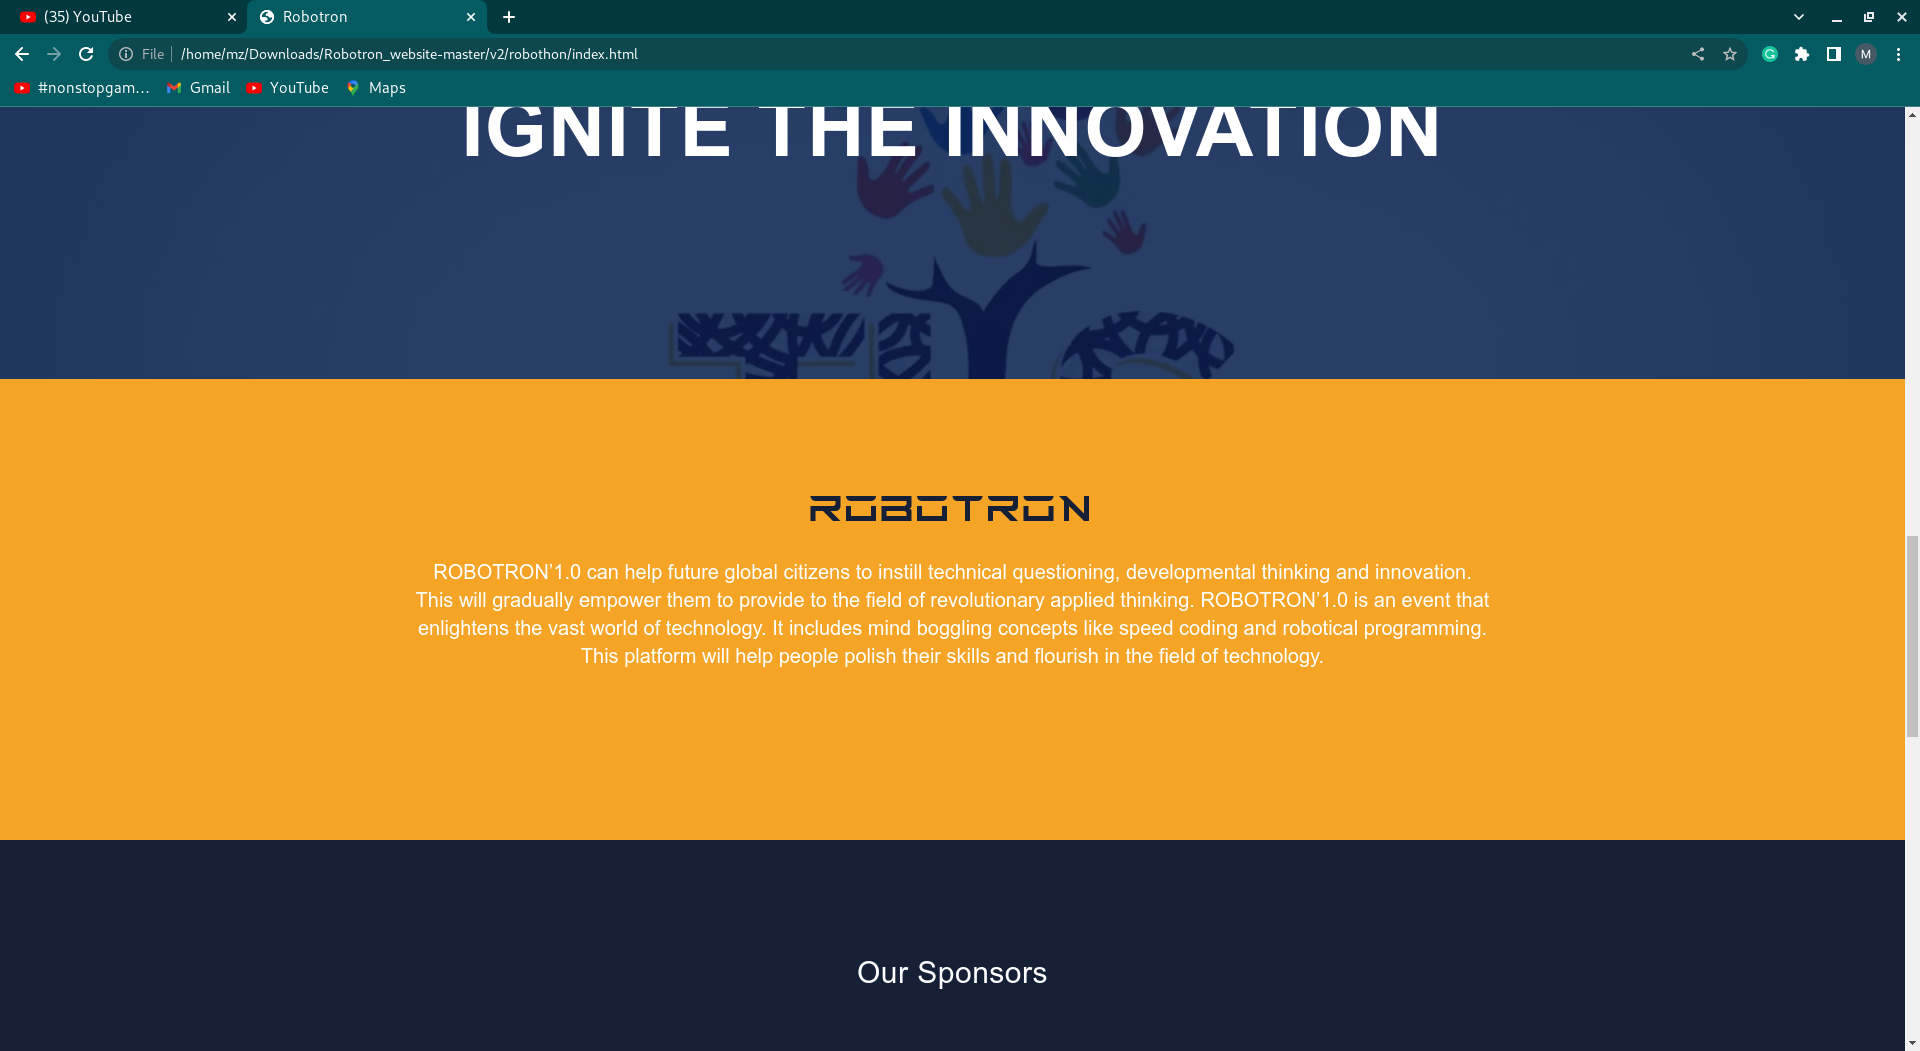 (35) YouTube
Robotron
File
/home/mz/Downloads/Robotron_website-master/v2/robothon/index.html
M
#nonstopgam...
Gmail
YouTube
Maps
IGNITE THE INNOVATION
ROBOTRON
ROBOTRON’1.0 can help future global citizens to instill technical questioning, developmental thinking and innovation.
This will gradually empower them to provide to the field of revolutionary applied thinking. ROBOTRON’1.0 is an event that
enlightens the vast world of technology. It includes mind boggling concepts like speed coding and robotical programming.
This platform will help people polish their skills and flourish in the field of technology.
Our Sponsors